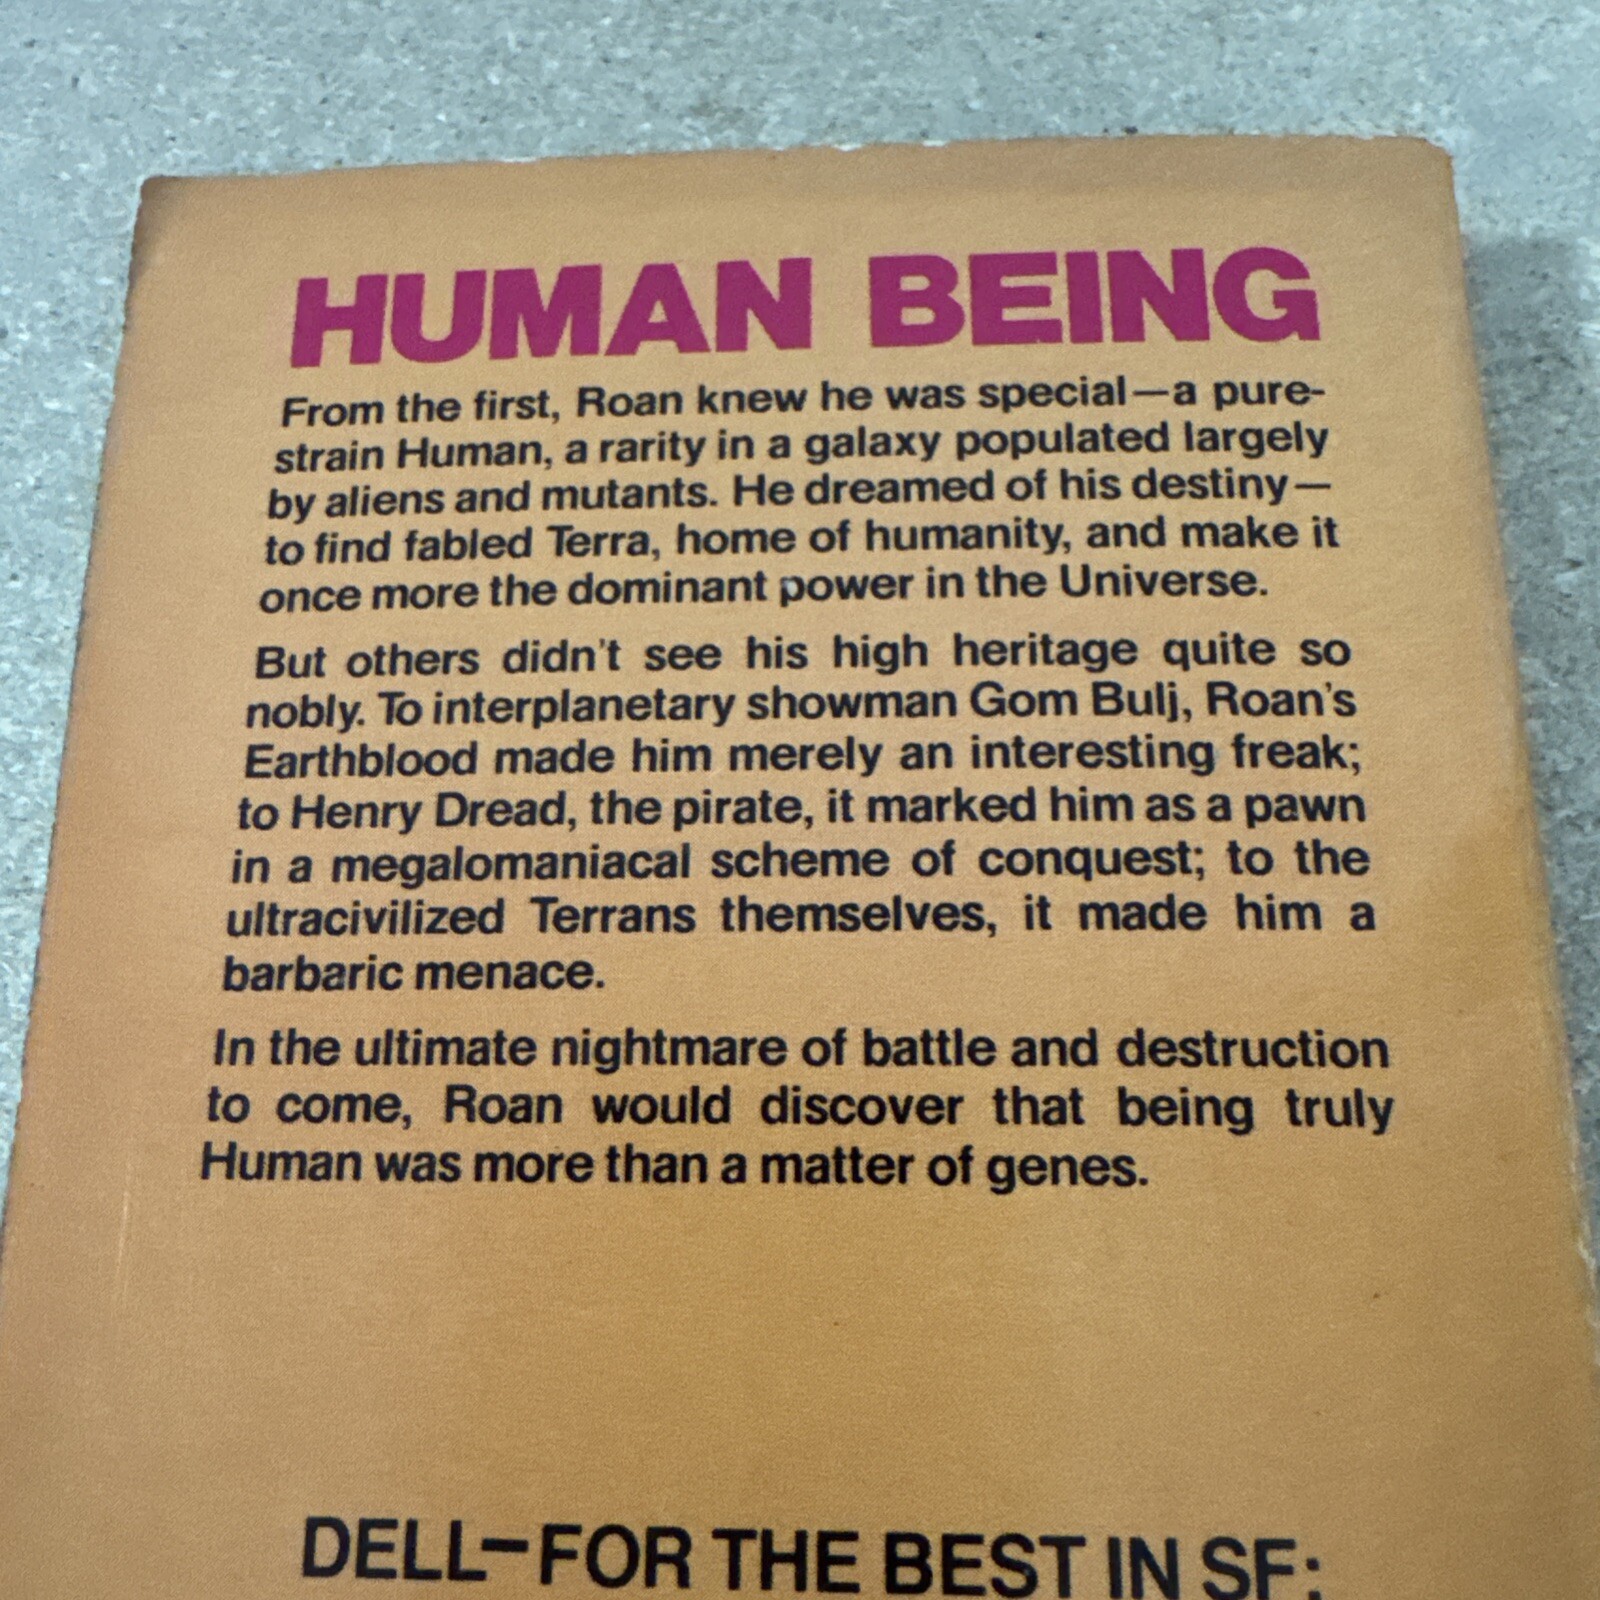 HUMAN BEING
From the first, Roan knew he was special—a pure-
strain Human, a rarity in a galaxy populated largely
by aliens and mutants. He dreamed of his destiny—
to find fabled Terra, home of humanity, and make it
once more the dominant power in the Universe.
But others didn't see his high heritage quite so
nobly. To interplanetary showman Gom Bulj, Roan's
Earthblood made him merely an interesting freak;
to Henry Dread, the pirate, it marked him as a pawn
in a megalomaniacal scheme of conquest; to the
ultracivilized Terrans themselves, it made him a
barbaric menace.
In the ultimate nightmare of battle and destruction
to come, Roan would discover that being truly
Human was more than a matter of genes.
DELL—FOR THE BEST IN SF: